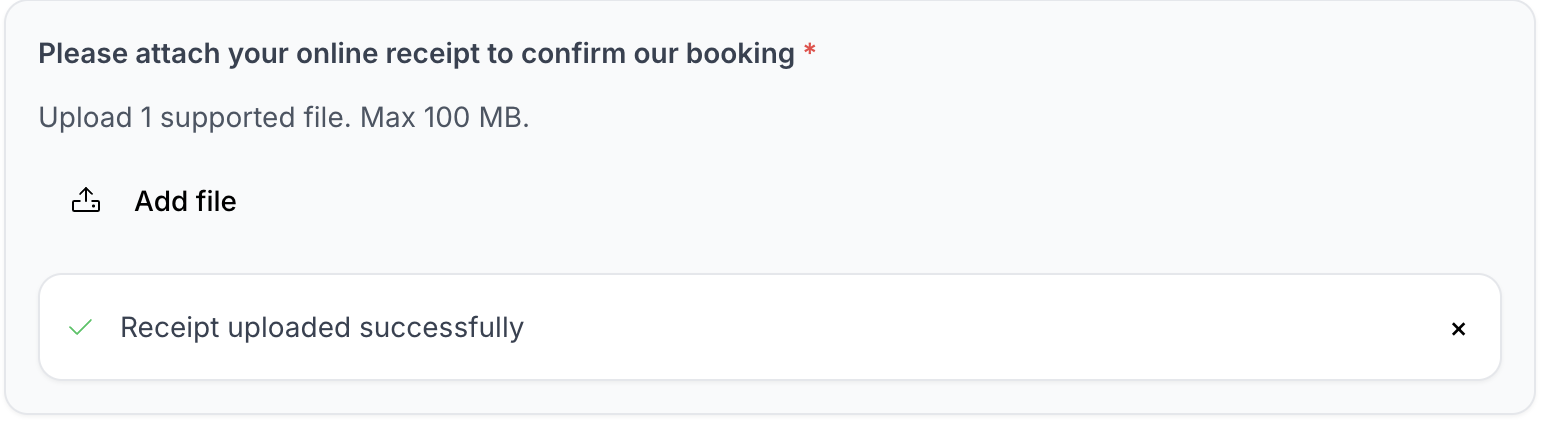 Please attach your online receipt to confirm our booking *
Upload 1 supported file. Max 100 MB.
Add file
Receipt uploaded successfully
×